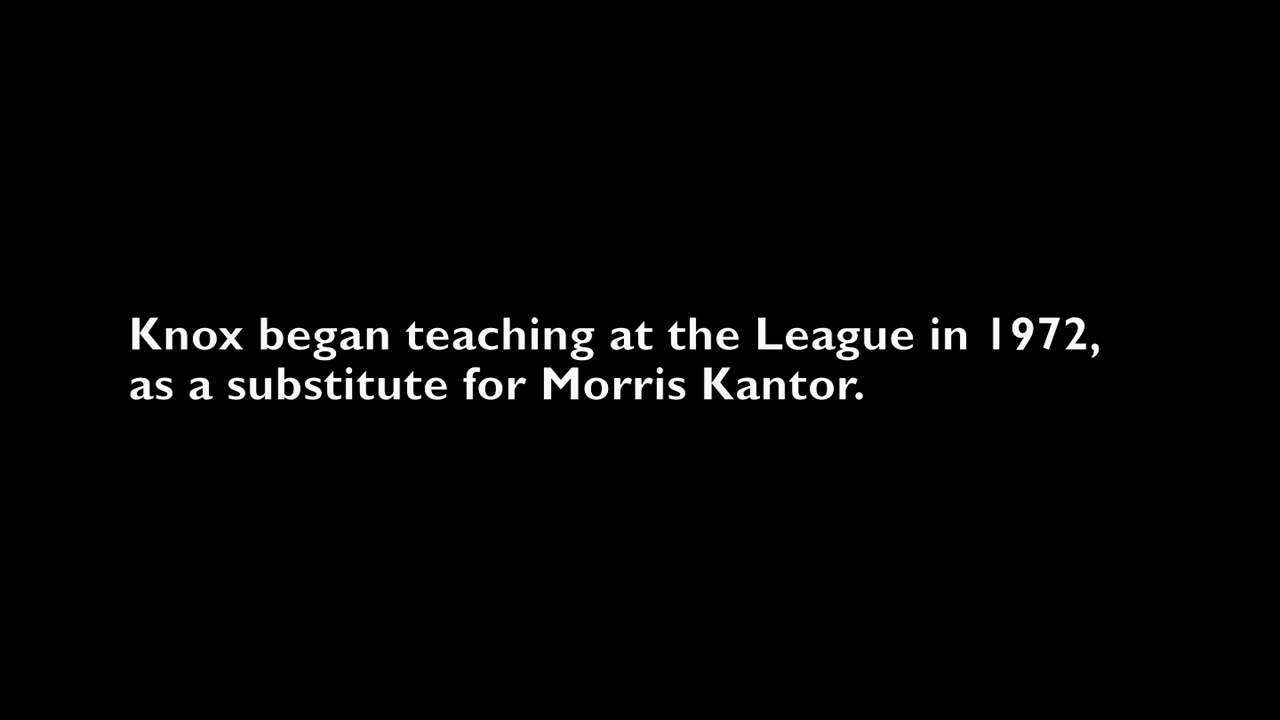 Knox began teaching at the League in 1972,
as a substitute for Morris Kantor.